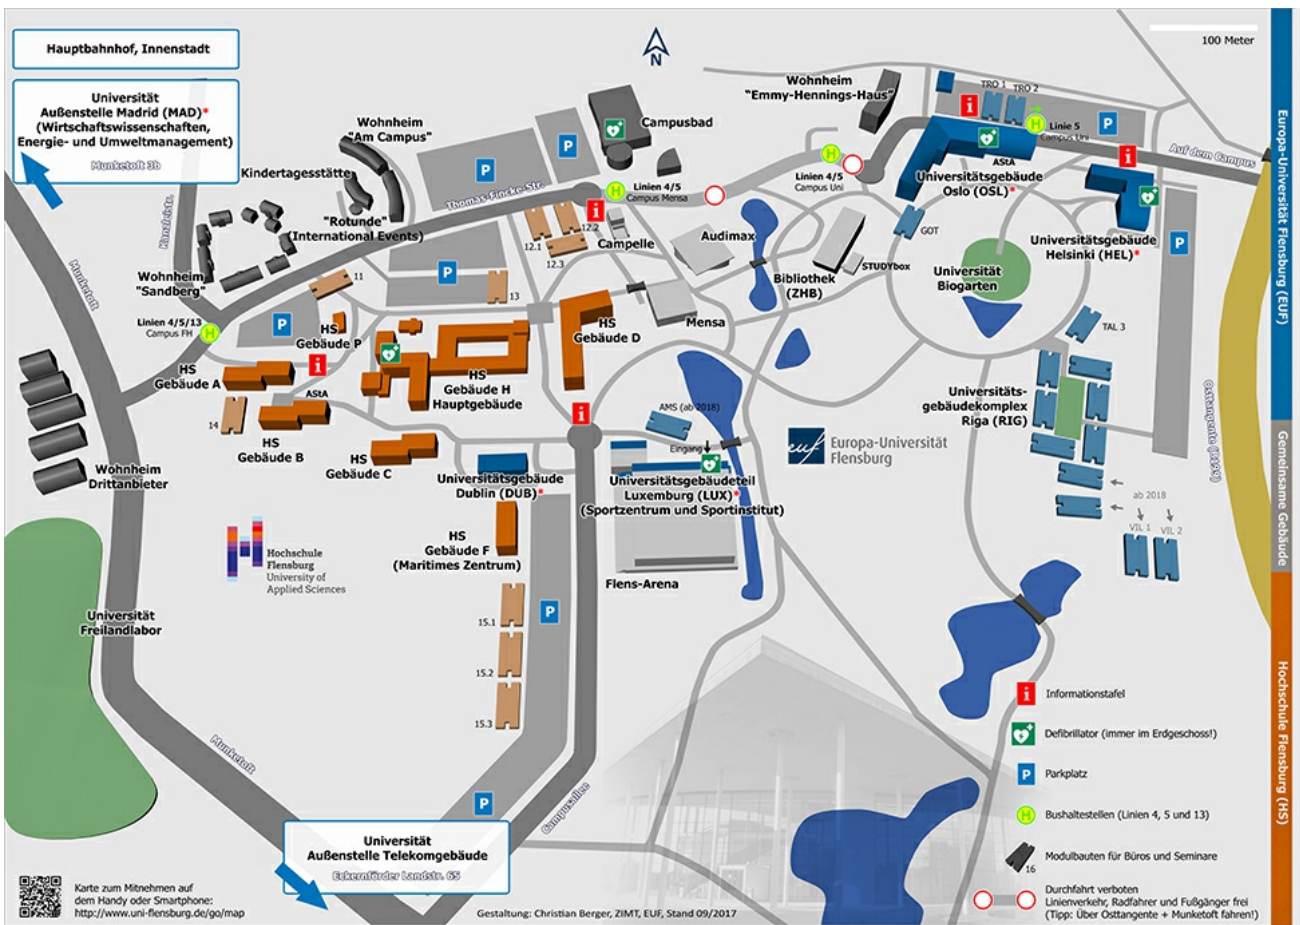 Hauptbahnhof, Innenstadt
Universität
Außenstelle Madrid (MAD)*
(Wirtschaftswissenschaften,
Energie- und Umweltmanagement)
Munketoft 3b
N
100 Meter
Wohnheim
"Emmy-Hennings-Haus"
TRO 1
TRO 2
Linie 5
Campus Uni
Auf dem Campus
Campusbad
Wohnheim
"Am Campus"
Kindertagesstätte
"Rotunde"
(International Events)
Thomas-Fincke-Str.
Kanzleistr.
Linien 4/5
Campus Mensa
Linien 4/5
Campus Uni
AStA
Universitätsgebäude
Oslo (OSL)*
GOT
Universitätsgebäude
Helsinki (HEL)*
12.1
12.2
12.3
Campelle
Audimax
Bibliothek
(ZHB)
STUDYbox
Universität
Biogarten
TAL 3
Munketoft
Wohnheim
"Sandberg"
11
13
Linien 4/5/13
Campus FH
HS
Gebäude P
HS
Gebäude D
Mensa
HS
Gebäude A
AStA
HS
Gebäude H
Hauptgebäude
14
HS
Gebäude B
HS
Gebäude C
AMS (ab 2018)
Eingang
euf
Europa-Universität
Flensburg
Universitäts-
gebäudekomplex
Riga (RIG)
Osttangente (B199)
Wohnheim
Drittanbieter
Universitätsgebäude
Dublin (DUB)*
Universitätsgebäudeteil
Luxemburg (LUX)*
(Sportzentrum und Sportinstitut)
ab 2018
VIL 1
VIL 2
HS
Gebäude F
(Maritimes Zentrum)
Flens-Arena
Hochschule
Flensburg
University of
Applied Sciences
Universität
Freilandlabor
15.1
15.2
15.3
Munketoft
Campusallee
Universität
Außenstelle Telekomgebäude
Eckernförder Landstr. 65
i Informationstafel
Defibrillator (immer im Erdgeschoss!)
P Parkplatz
H Bushaltestellen (Linien 4, 5 und 13)
Modulbauten für Büros und Seminare
16
Durchfahrt verboten
Linienverkehr, Radfahrer und Fußgänger frei
(Tipp: Über Osttangente + Munketoft fahren!)
Karte zum Mitnehmen auf
dem Handy oder Smartphone:
http://www.uni-flensburg.de/go/map
Gestaltung: Christian Berger, ZIMT, EUF, Stand 09/2017
Europa-Universität Flensburg (EUF)
Gemeinsame Gebäude
Hochschule Flensburg (HS)